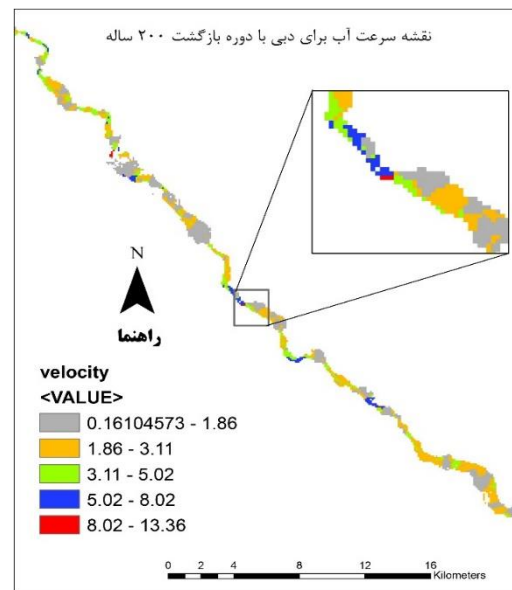 نقشه سرعت آب برای دبی با دوره بازگشت ۲۰۰ ساله
N
راهنما
velocity
<VALUE>
0.16104573 - 1.86
1.86 - 3.11
3.11 - 5.02
5.02 - 8.02
8.02 - 13.36
0 2 4 8 12 16
Kilometers